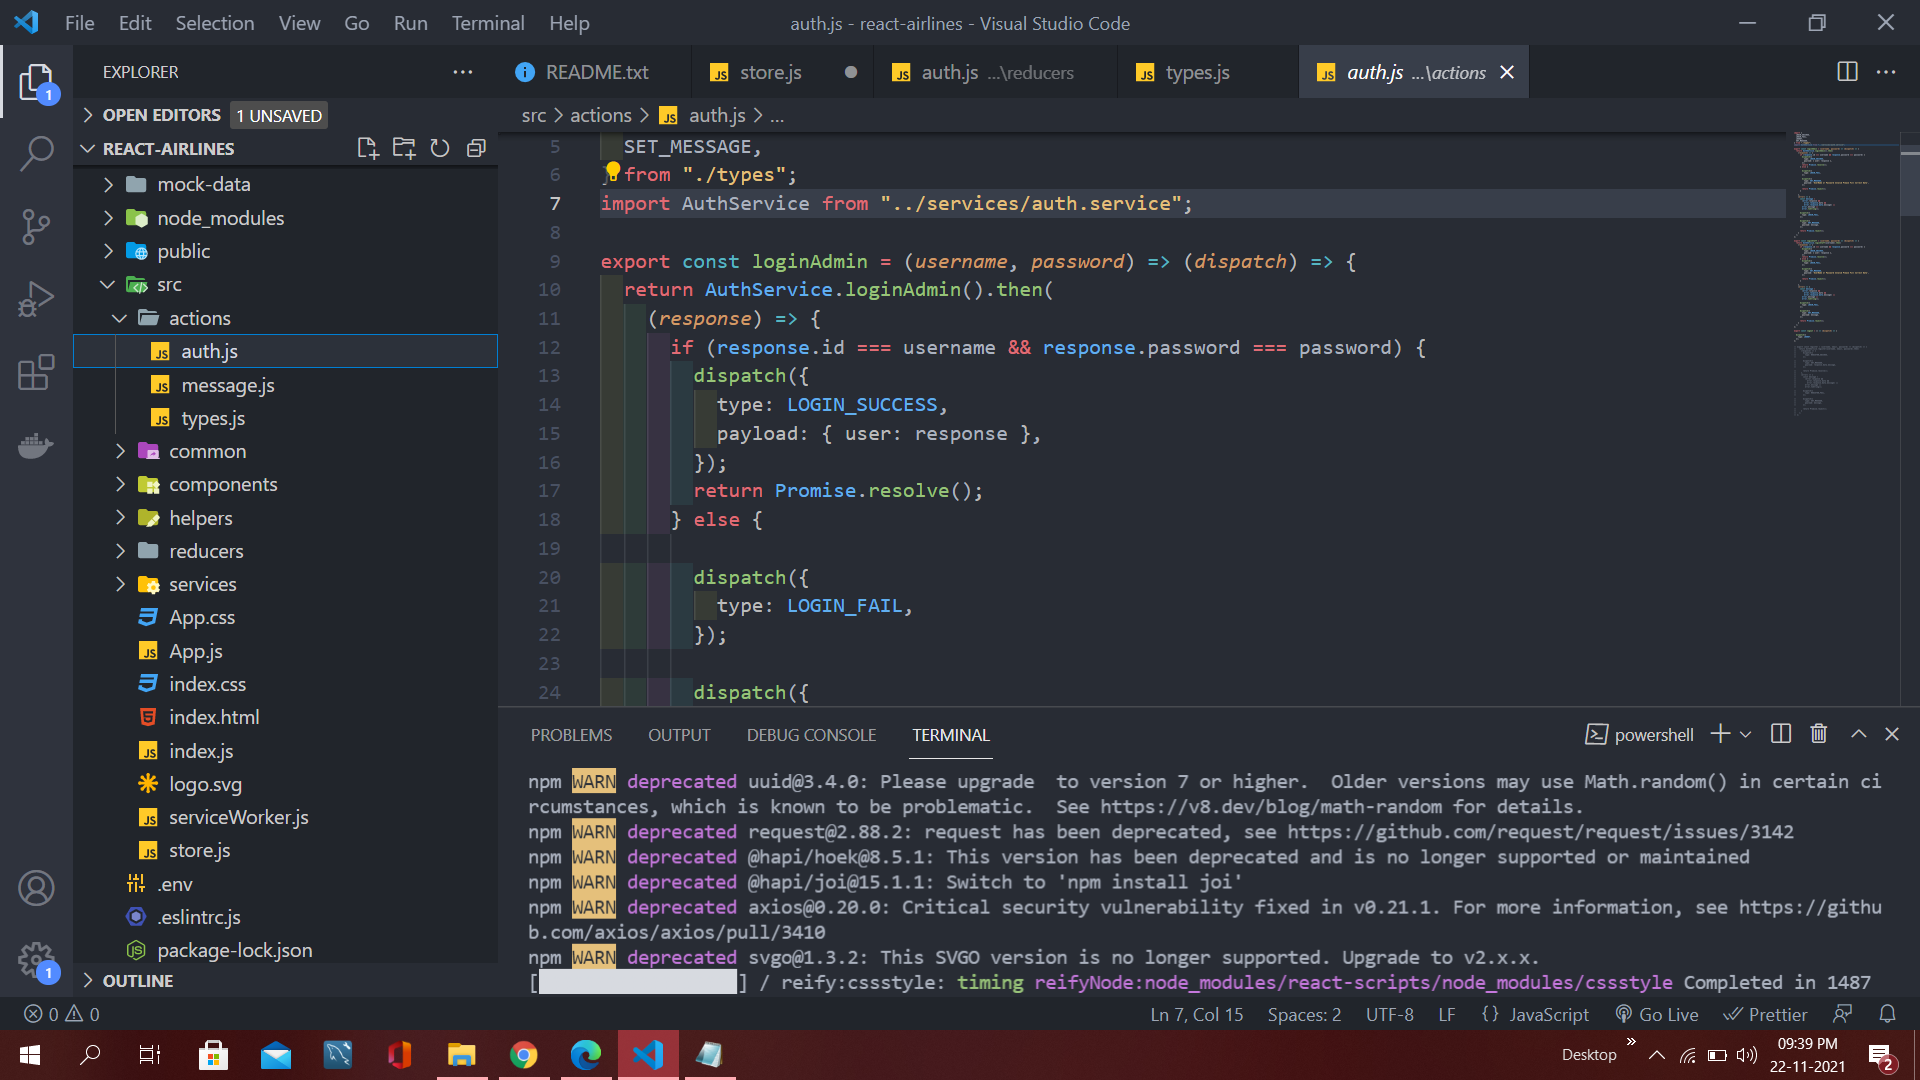 File Edit Selection View Go Run Terminal Help
auth.js - react-airlines - Visual Studio Code
EXPLORER
README.txt
store.js
auth.js ...\reducers
types.js
auth.js ...\actions
OPEN EDITORS 1 UNSAVED
REACT-AIRLINES
mock-data
node_modules
public
src
actions
auth.js
message.js
types.js
common
components
helpers
reducers
services
App.css
App.js
index.css
index.html
index.js
logo.svg
serviceWorker.js
store.js
.env
.eslintrc.js
package-lock.json
OUTLINE
1
1
src > actions > auth.js > ...
5 SET_MESSAGE,
6 } from "./types";
7 import AuthService from "../services/auth.service";
8
9 export const loginAdmin = (username, password) => (dispatch) => {
10 return AuthService.loginAdmin().then(
11 (response) => {
12 if (response.id === username && response.password === password) {
13 dispatch({
14 type: LOGIN_SUCCESS,
15 payload: { user: response },
16 });
17 return Promise.resolve();
18 } else {
19
20 dispatch({
21 type: LOGIN_FAIL,
22 });
23
24 dispatch({
PROBLEMS OUTPUT DEBUG CONSOLE TERMINAL
powershell
npm WARN deprecated uuid@3.4.0: Please upgrade  to version 7 or higher.  Older versions may use Math.random() in certain ci
rcumstances, which is known to be problematic.  See https://v8.dev/blog/math-random for details.
npm WARN deprecated request@2.88.2: request has been deprecated, see https://github.com/request/request/issues/3142
npm WARN deprecated @hapi/hoek@8.5.1: This version has been deprecated and is no longer supported or maintained
npm WARN deprecated @hapi/joi@15.1.1: Switch to 'npm install joi'
npm WARN deprecated axios@0.20.0: Critical security vulnerability fixed in v0.21.1. For more information, see https://githu
b.com/axios/axios/pull/3410
npm WARN deprecated svgo@1.3.2: This SVGO version is no longer supported. Upgrade to v2.x.x.
[ ] / reify:cssstyle: timing reifyNode:node_modules/react-scripts/node_modules/cssstyle Completed in 1487
0 0
Ln 7, Col 15 Spaces: 2 UTF-8 LF {} JavaScript Go Live Prettier
Desktop
09:39 PM
22-11-2021
2